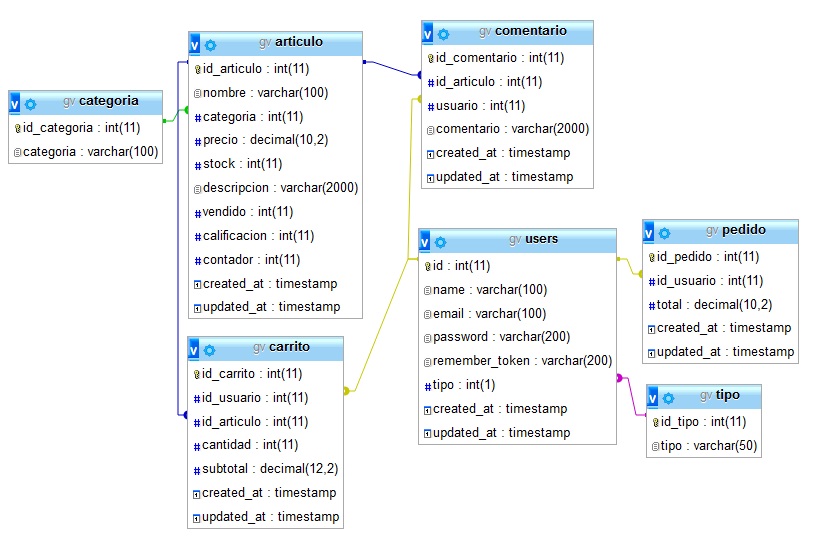 gv categoria
id_categoria : int(11)
categoria : varchar(100)
gv articulo
id_articulo : int(11)
nombre : varchar(100)
categoria : int(11)
precio : decimal(10,2)
stock : int(11)
descripcion : varchar(2000)
vendido : int(11)
calificacion : int(11)
contador : int(11)
created_at : timestamp
updated_at : timestamp
gv comentario
id_comentario : int(11)
id_articulo : int(11)
usuario : int(11)
comentario : varchar(2000)
created_at : timestamp
updated_at : timestamp
gv users
id : int(11)
name : varchar(100)
email : varchar(100)
password : varchar(200)
remember_token : varchar(200)
tipo : int(1)
created_at : timestamp
updated_at : timestamp
gv pedido
id_pedido : int(11)
id_usuario : int(11)
total : decimal(10,2)
created_at : timestamp
updated_at : timestamp
gv carrito
id_carrito : int(11)
id_usuario : int(11)
id_articulo : int(11)
cantidad : int(11)
subtotal : decimal(12,2)
created_at : timestamp
updated_at : timestamp
gv tipo
id_tipo : int(11)
tipo : varchar(50)